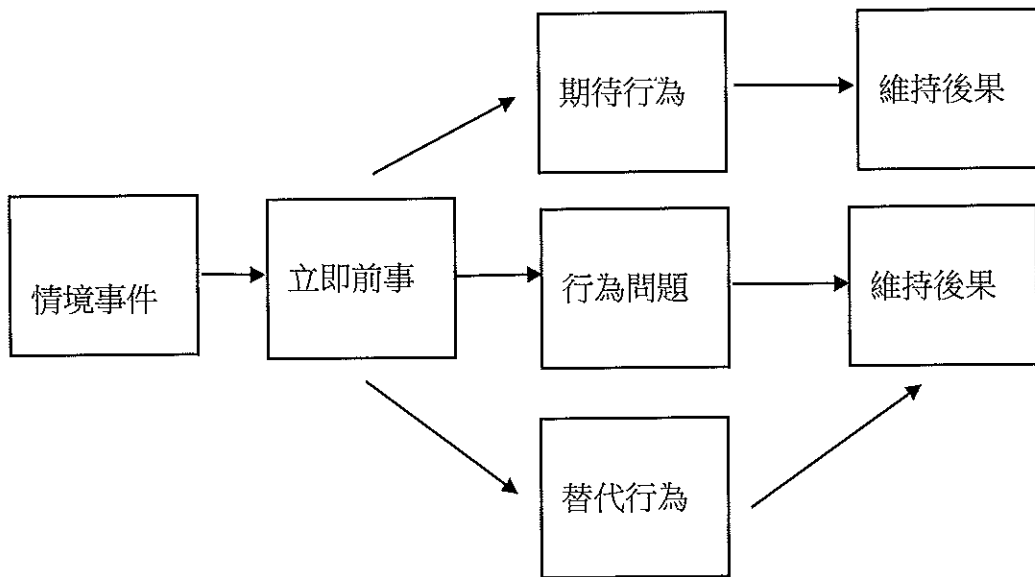 期待行為
維持後果
情境事件
立即前事
行為問題
維持後果
替代行為